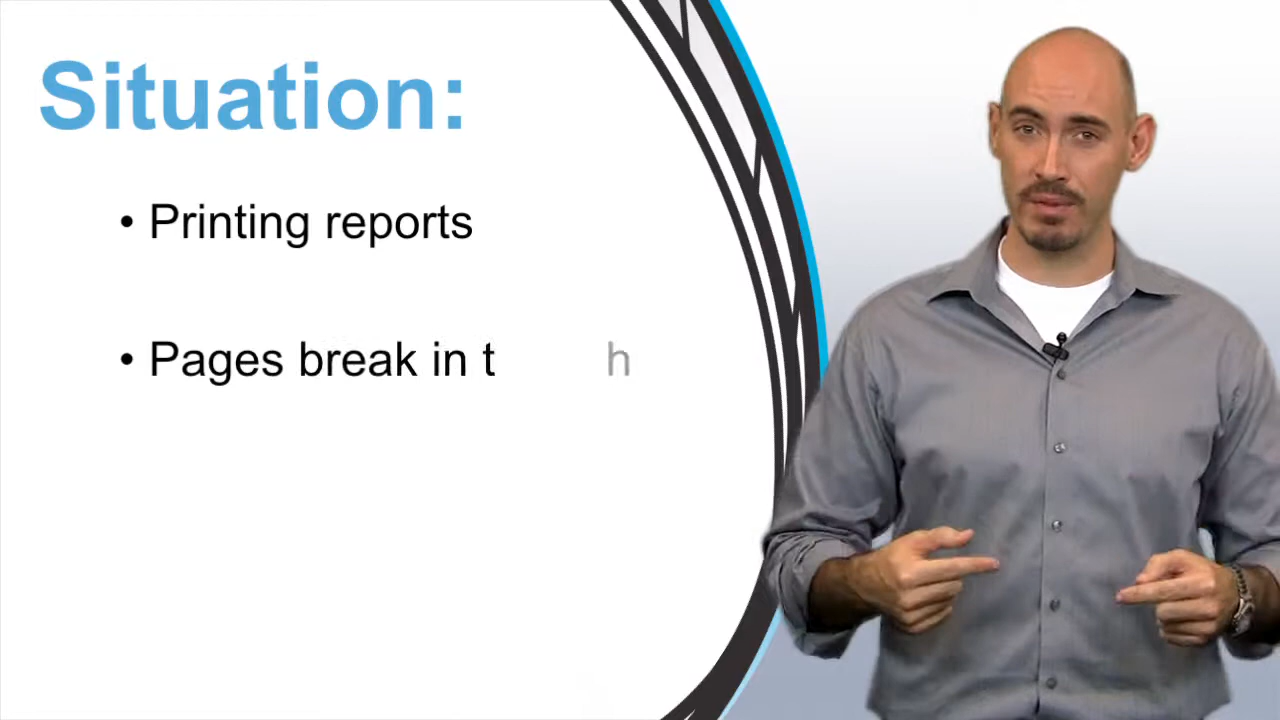 Situation:
• Printing reports
• Pages break in t h